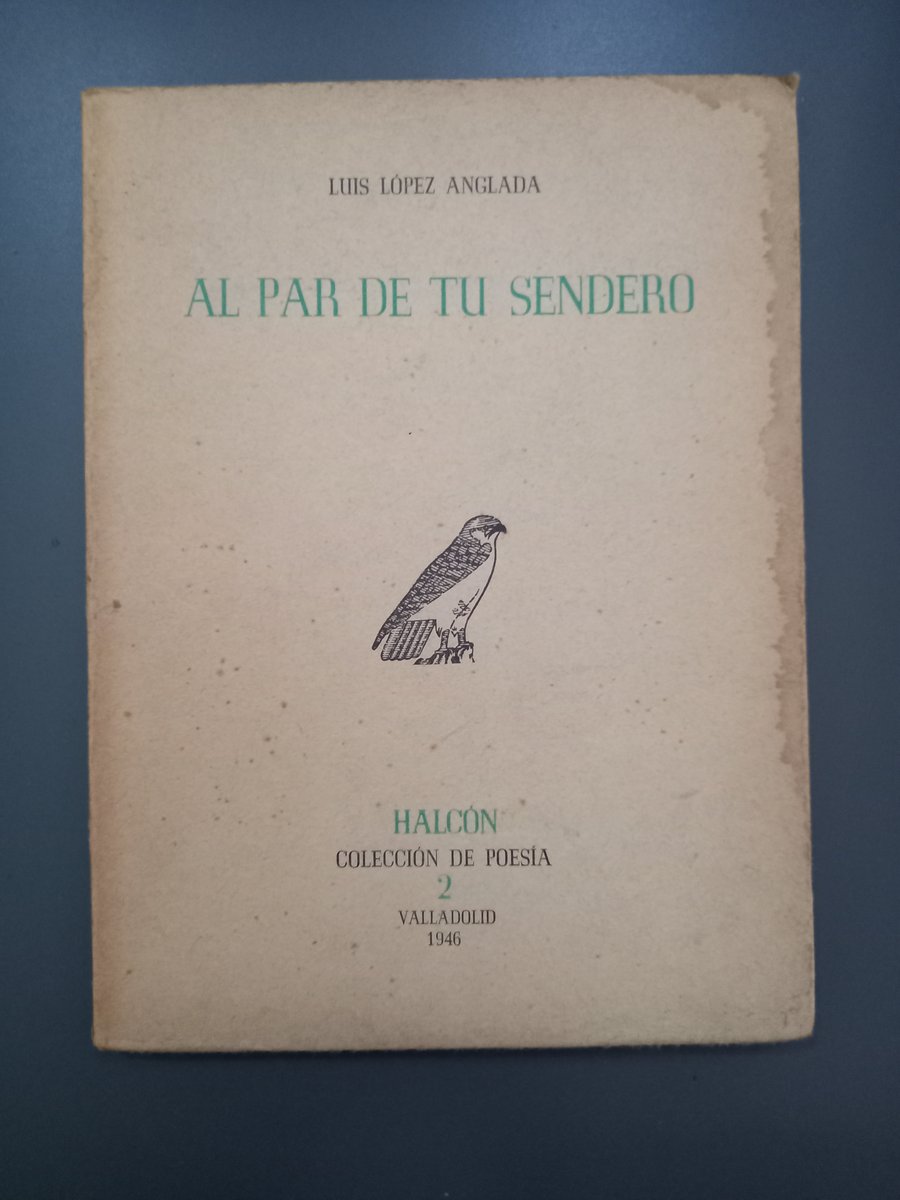 LUIS LÓPEZ ANGLADA
AL PAR DE TU SENDERO
HALCÓN
COLECCIÓN DE POESÍA
2
VALLADOLID
1946